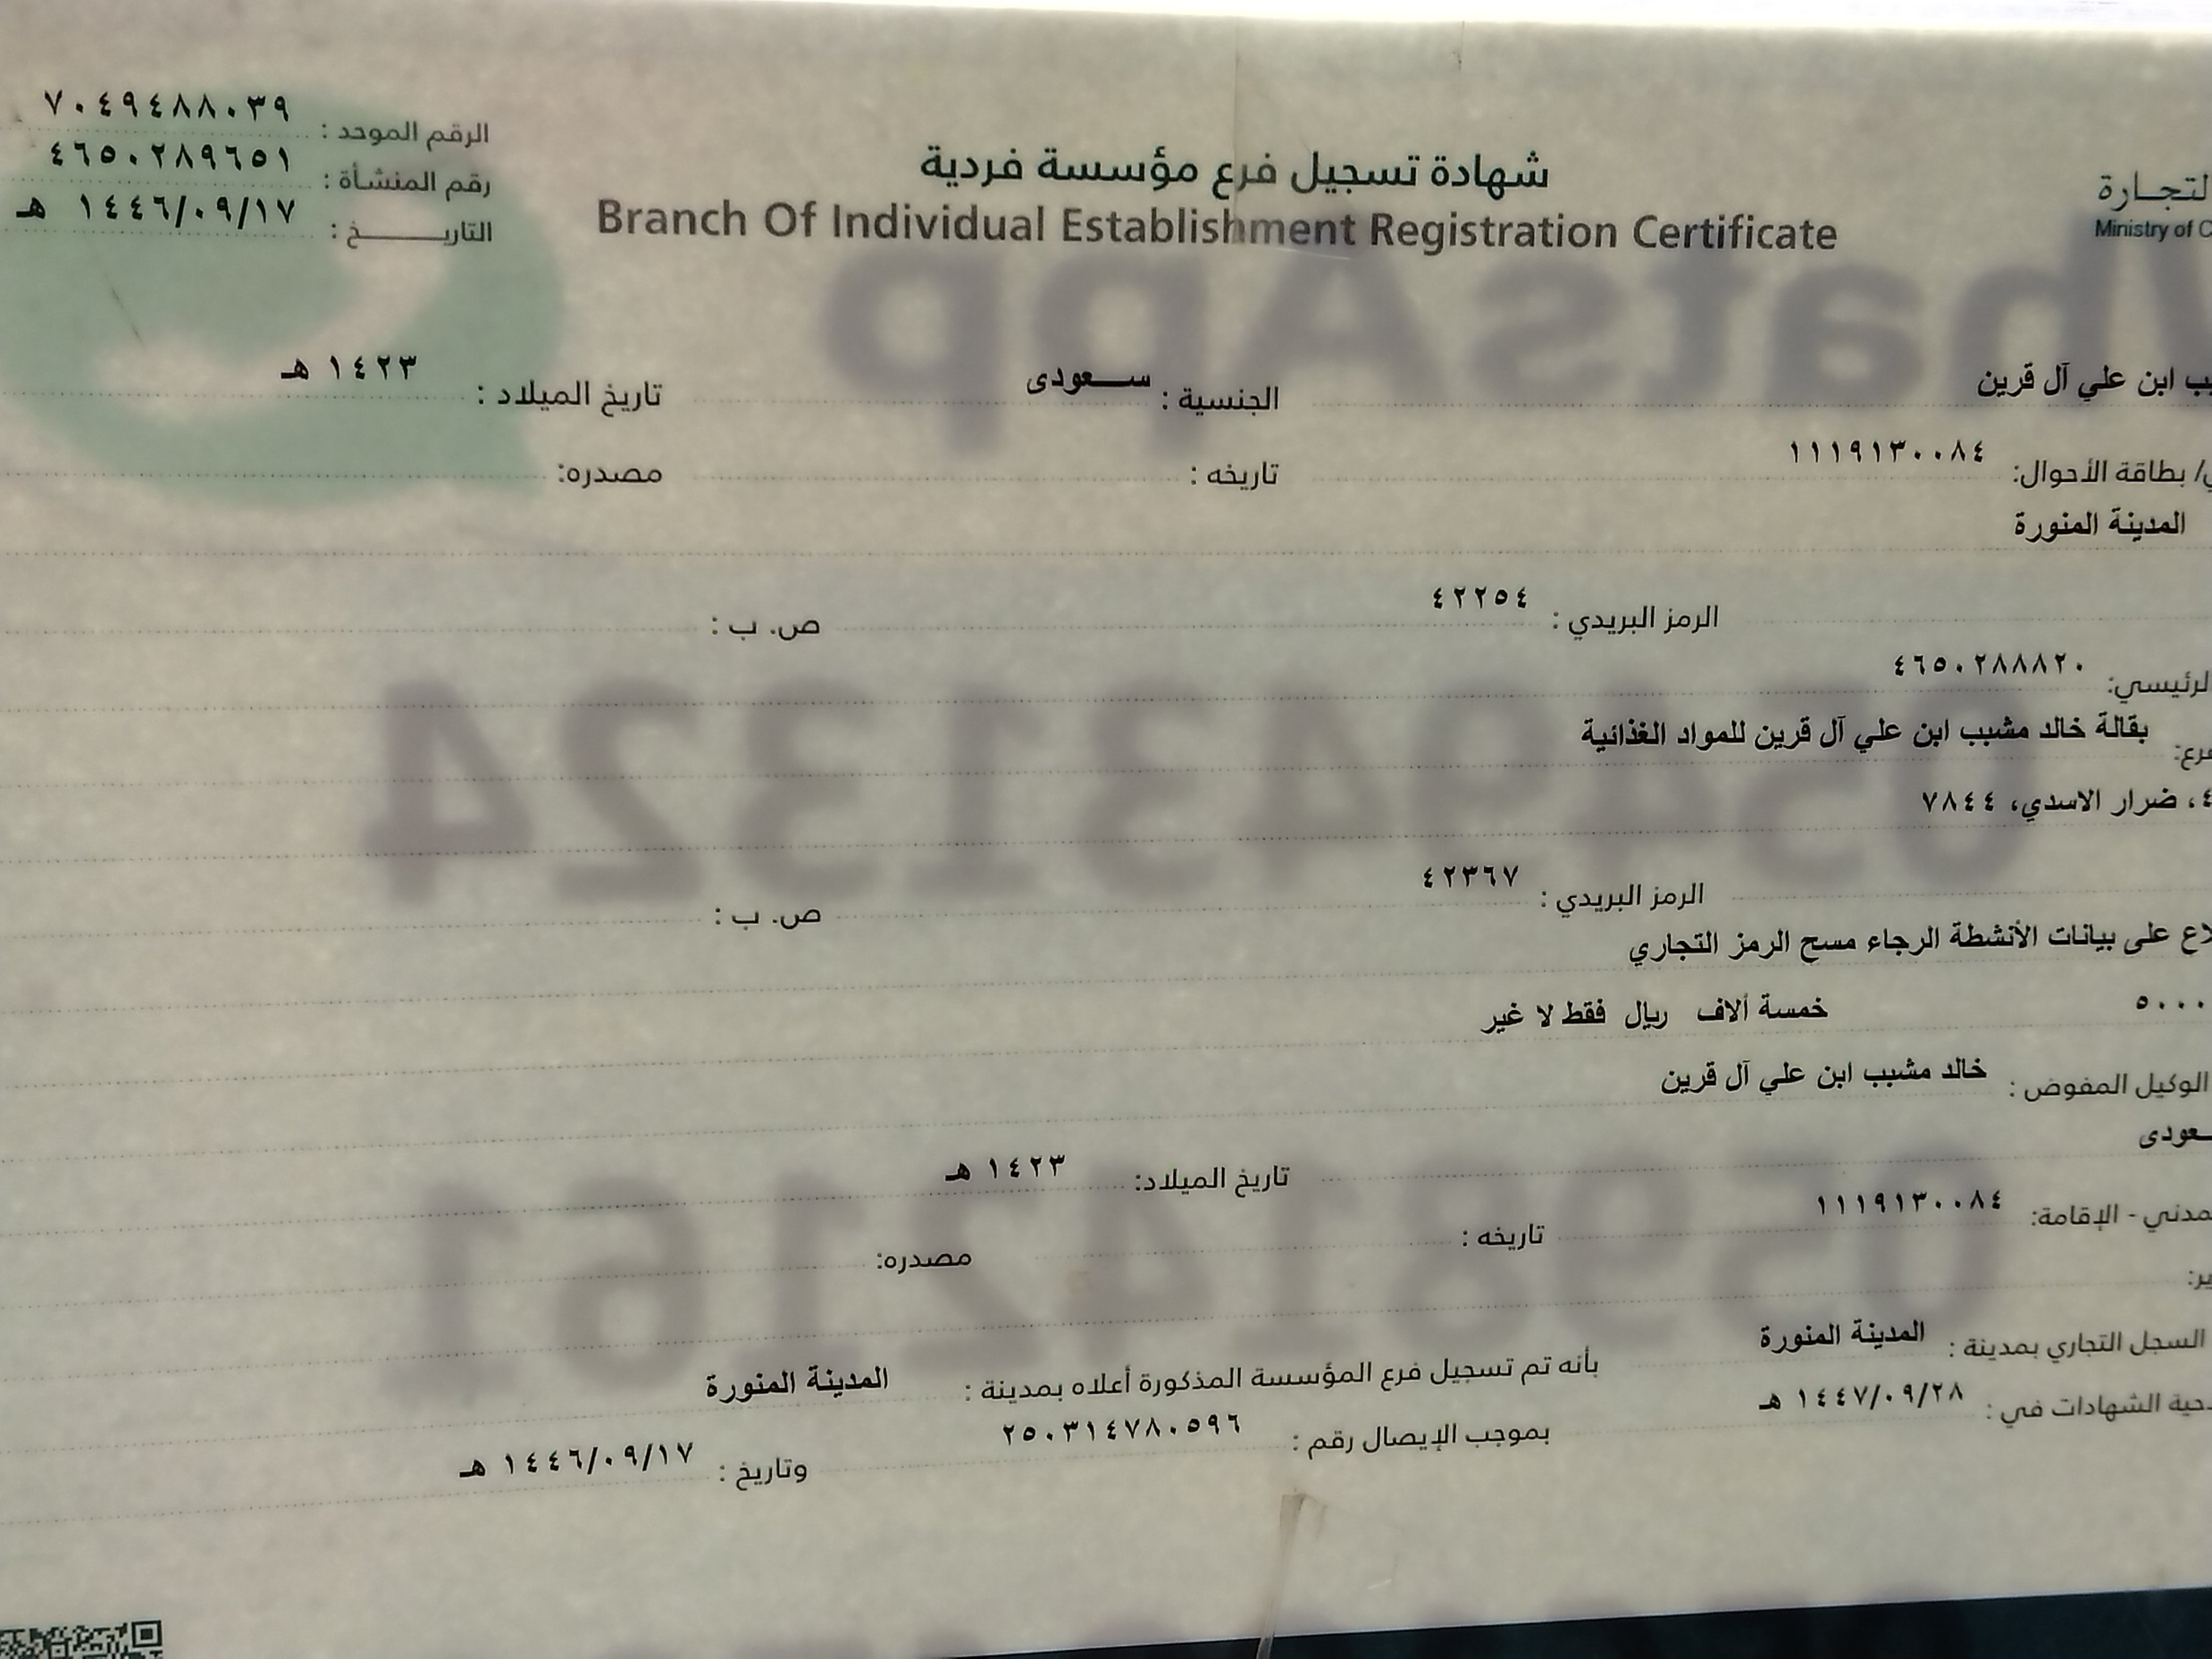 الرقم الموحد : ٧٠٤٩٤٨٨٠٣٩
رقم المنشأة : ٤٦٥٠٢٨٩٦٥١
التاريخ : ١٤٤٦/٠٩/١٧ هـ
شهادة تسجيل فرع مؤسسة فردية
Branch Of Individual Establishment Registration Certificate
Ministry of
WhatsApp
ابن علي آل قرين الجنسية : سعودى تاريخ الميلاد : ١٤٢٣ هـ
بطاقة الأحوال: ١١١٩١٣٠٠٨٤ تاريخه : مصدره:
المدينة المنورة
الرمز البريدي : ٤٢٢٥٤ ص. ب :
٤٦٥٠٢٨٨٨٢٠
بقالة خالد مشبب ابن علي آل قرين للمواد الغذائية
ضرار الاسدي، ٧٨٤٤
الرمز البريدي : ٤٢٣٦٧ ص. ب :
على بيانات الأنشطة الرجاء مسح الرمز التجاري
٥٠٠٠ خمسة آلاف ريال فقط لا غير
الوكيل المفوض : خالد مشبب ابن علي آل قرين
تاريخ الميلاد: ١٤٢٣ هـ
الإقامة: ١١١٩١٣٠٠٨٤ تاريخه : مصدره:
السجل التجاري بمدينة : المدينة المنورة بأنه تم تسجيل فرع المؤسسة المذكورة أعلاه بمدينة : المدينة المنورة
الشهادات في : ١٤٤٧/٠٩/٢٨ هـ بموجب الإيصال رقم : ٢٥٠٣١٤٧٨٠٥٩٦ وتاريخ : ١٤٤٦/٠٩/١٧ هـ